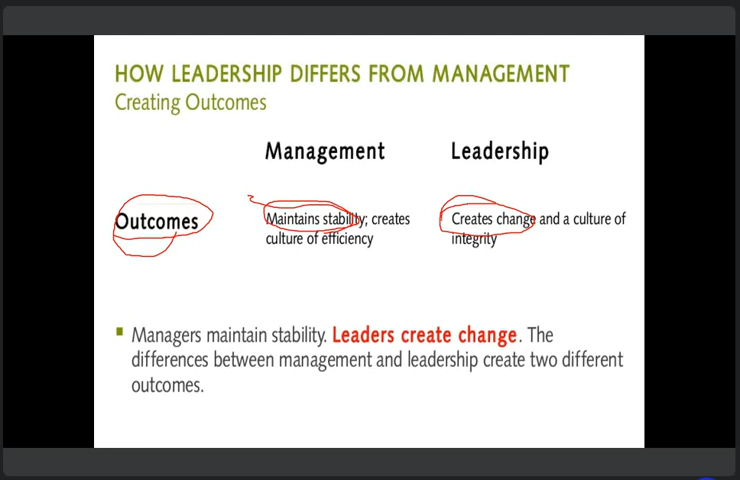 HOW LEADERSHIP DIFFERS FROM MANAGEMENT
Creating Outcomes
Management Leadership
Outcomes
Maintains stability; creates
culture of efficiency
Creates change and a culture of
integrity
Managers maintain stability. Leaders create change. The
differences between management and leadership create two different
outcomes.